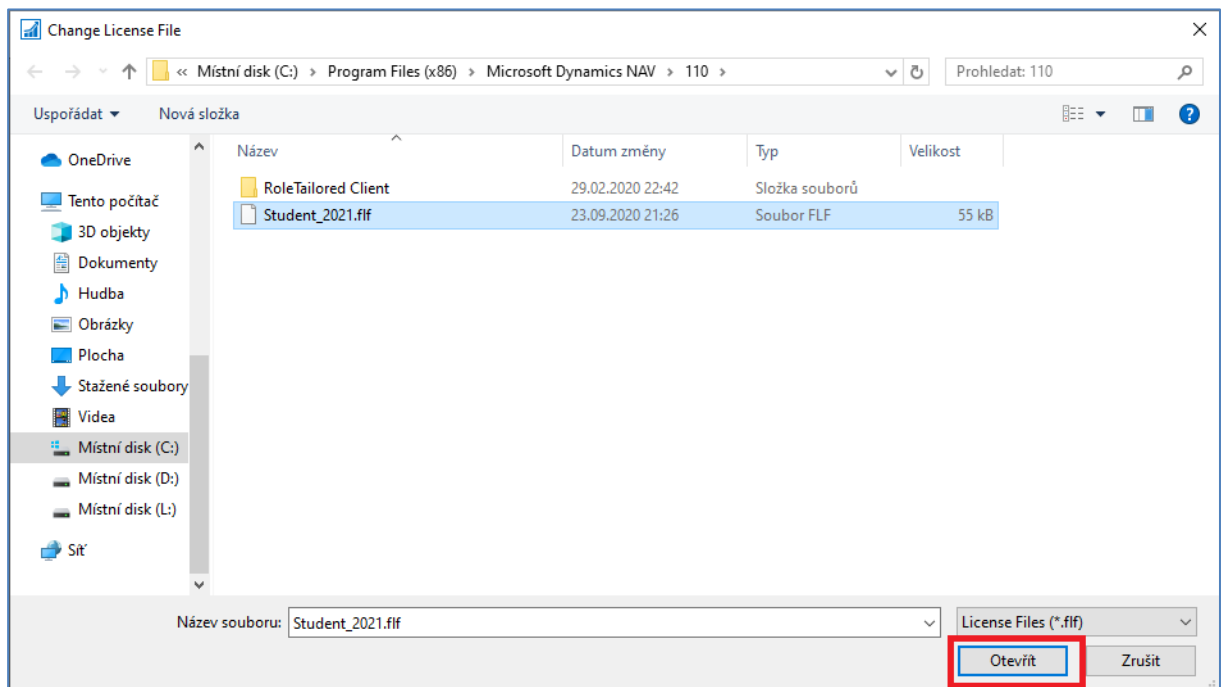 Change License File
« Místní disk (C:) › Program Files (x86) › Microsoft Dynamics NAV › 110 ›
Prohledat: 110
Uspořádat
Nová složka
Název
Datum změny
Typ
Velikost
OneDrive
Tento počítač
3D objekty
Dokumenty
Hudba
Obrázky
Plocha
Stažené soubory
Videa
Místní disk (C:)
Místní disk (D:)
Místní disk (L:)
Síť
RoleTailored Client 29.02.2020 22:42 Složka souborů
Student_2021.flf 23.09.2020 21:26 Soubor FLF 55 kB
Název souboru: Student_2021.flf
License Files (*.flf)
Otevřít
Zrušit